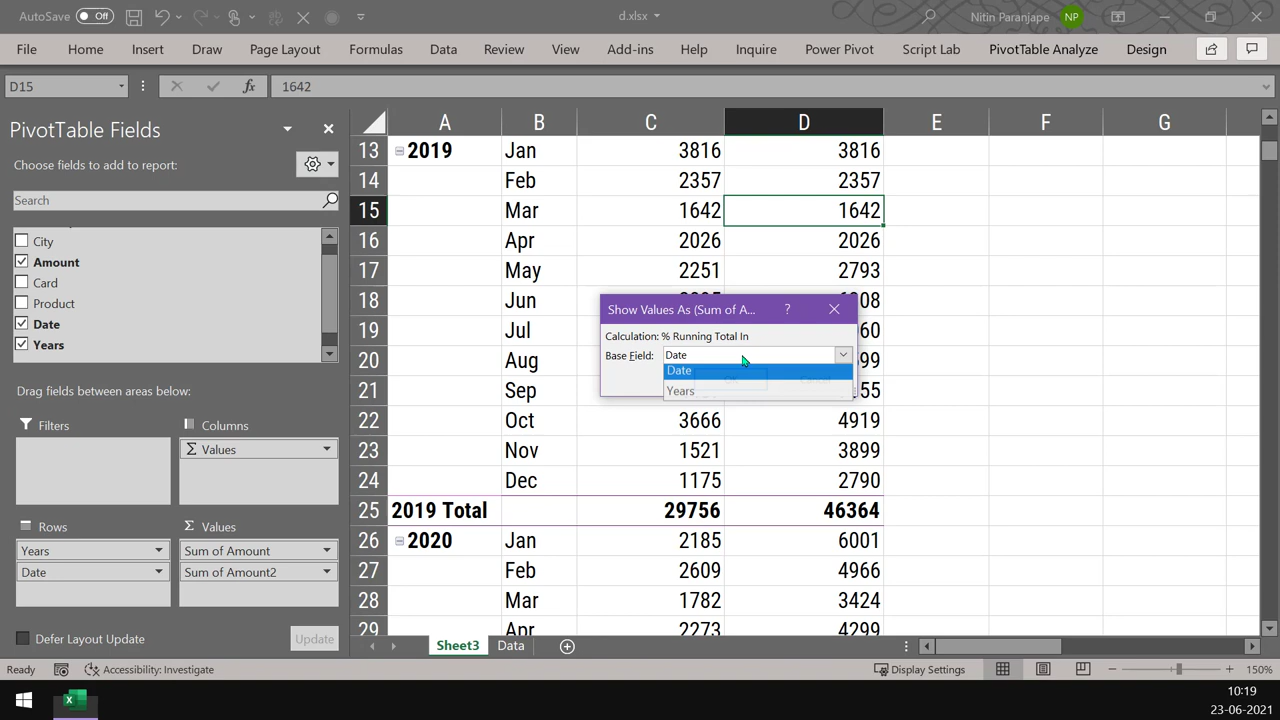 AutoSave Off d.xlsx Nitin Paranjape NP
File Home Insert Draw Page Layout Formulas Data Review View Add-ins Help Inquire Power Pivot Script Lab PivotTable Analyze Design
D15 fx 1642
PivotTable Fields
Choose fields to add to report:
Search
City
Amount
Card
Product
Date
Years
Drag fields between areas below:
Filters Columns
Σ Values
Rows Σ Values
Years Sum of Amount
Date Sum of Amount2
Defer Layout Update Update
A B C D E F G
13 2019 Jan 3816 3816
14 Feb 2357 2357
15 Mar 1642 1642
16 Apr 2026 2026
17 May 2251 2793
18 Jun
19 Jul
20 Aug
21 Sep
22 Oct 3666 4919
23 Nov 1521 3899
24 Dec 1175 2790
25 2019 Total 29756 46364
26 2020 Jan 2185 6001
27 Feb 2609 4966
28 Mar 1782 3424
29 Apr 2273 4299
Show Values As (Sum of A... ?
Calculation: % Running Total In
Base Field: Date
Date
Years
OK Cancel
Sheet3 Data
Ready Accessibility: Investigate Display Settings 150%
10:19
23-06-2021